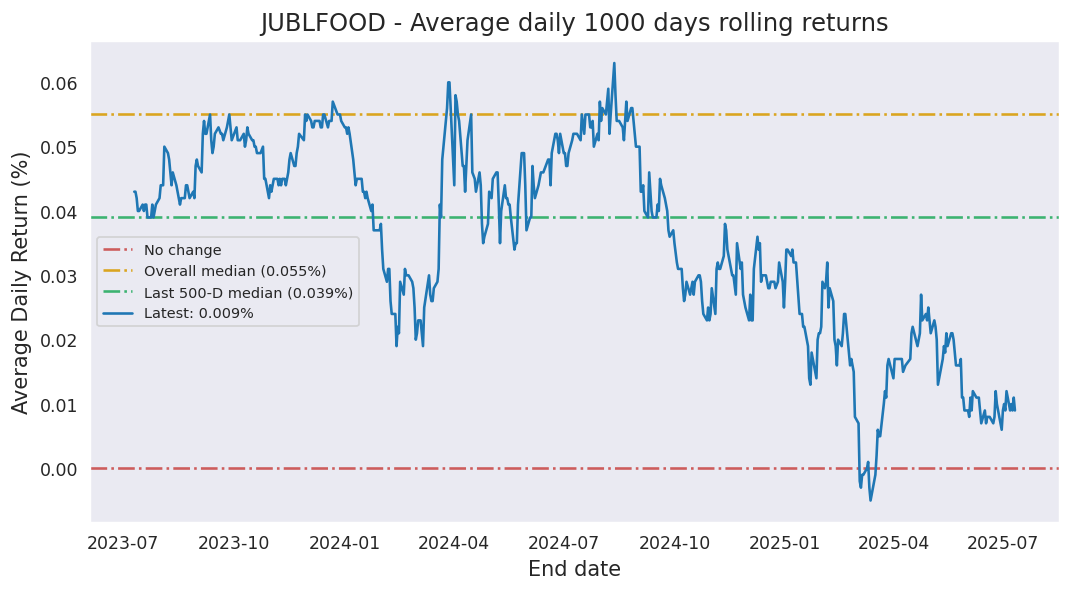 JUBLFOOD - Average daily 1000 days rolling returns
Average Daily Return (%)
0.06
0.05
0.04
0.03
0.02
0.01
0.00
No change
Overall median (0.055%)
Last 500-D median (0.039%)
Latest: 0.009%
2023-07 2023-10 2024-01 2024-04 2024-07 2024-10 2025-01 2025-04 2025-07
End date